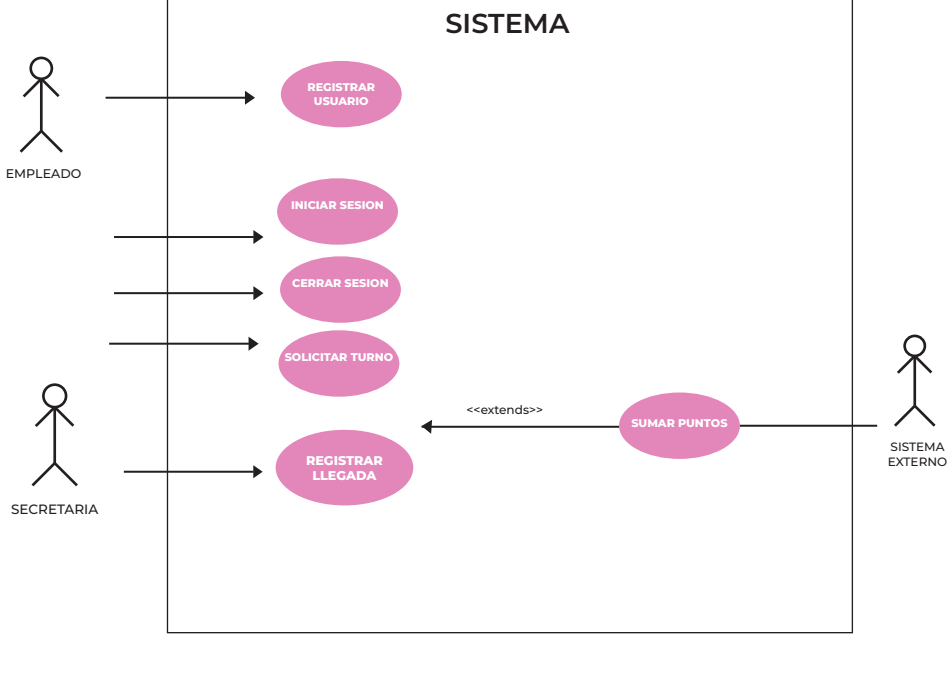 SISTEMA
REGISTRAR
USUARIO
EMPLEADO
INICIAR SESION
CERRAR SESION
SOLICITAR TURNO
<<extends>>
SUMAR PUNTOS
SISTEMA
EXTERNO
REGISTRAR
LLEGADA
SECRETARIA